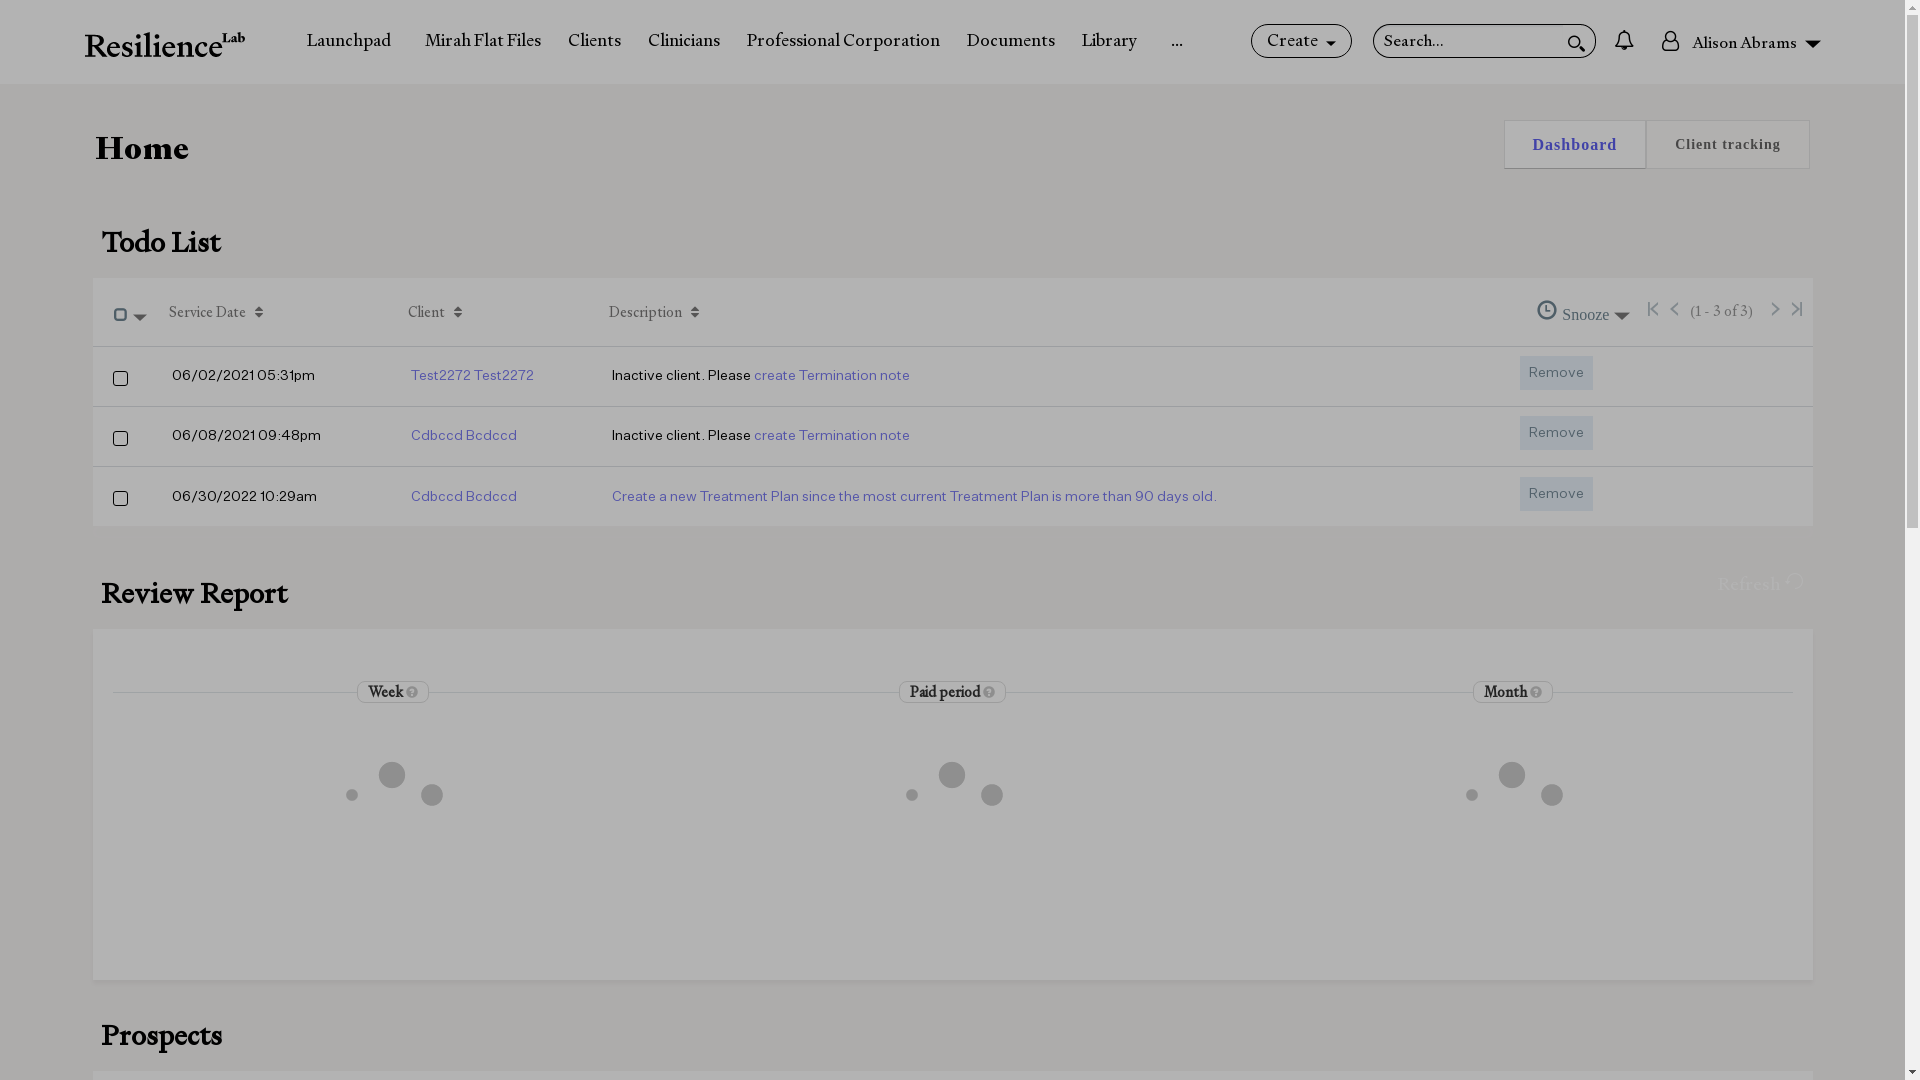 ResilienceLab Launchpad Mirah Flat Files Clients Clinicians Professional Corporation Documents Library ... Create Search... Alison Abrams
Home
Dashboard Client tracking
Todo List
Service Date Client Description Snooze (1 - 3 of 3)
06/02/2021 05:31pm Test2272 Test2272 Inactive client. Please create Termination note Remove
06/08/2021 09:48pm Cdbccd Bcdccd Inactive client. Please create Termination note Remove
06/30/2022 10:29am Cdbccd Bcdccd Create a new Treatment Plan since the most current Treatment Plan is more than 90 days old. Remove
Review Report Refresh
Week ? Paid period ? Month ?
Prospects